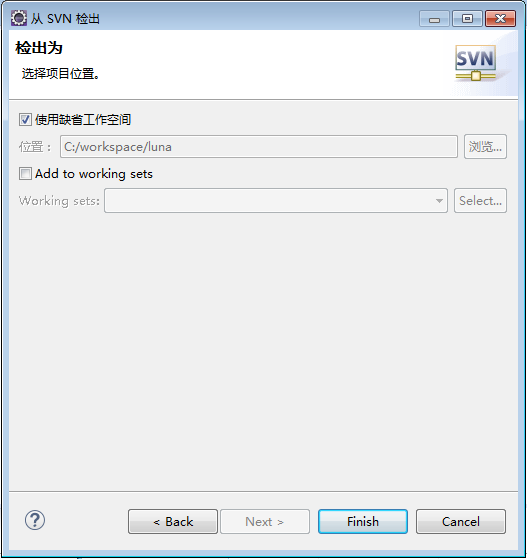 从 SVN 检出
检出为
选择项目位置。
SVN
使用缺省工作空间
位置： C:/workspace/luna 浏览...
Add to working sets
Working sets: Select...
? < Back Next > Finish Cancel